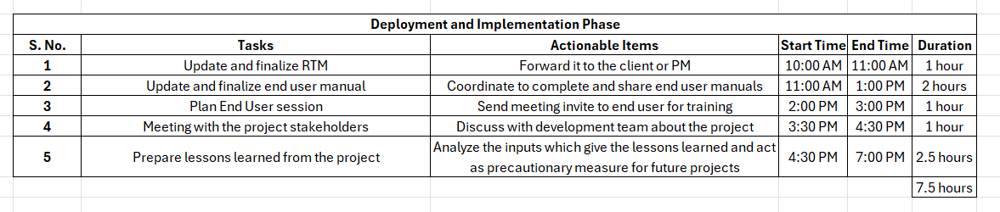 Deployment and Implementation Phase
S. No. Tasks Actionable Items Start Time End Time Duration
1 Update and finalize RTM Forward it to the client or PM 10:00 AM 11:00 AM 1 hour
2 Update and finalize end user manual Coordinate to complete and share end user manuals 11:00 AM 1:00 PM 2 hours
3 Plan End User session Send meeting invite to end user for training 2:00 PM 3:00 PM 1 hour
4 Meeting with the project stakeholders Discuss with development team about the project 3:30 PM 4:30 PM 1 hour
5 Prepare lessons learned from the project Analyze the inputs which give the lessons learned and act
as precautionary measure for future projects 4:30 PM 7:00 PM 2.5 hours
7.5 hours